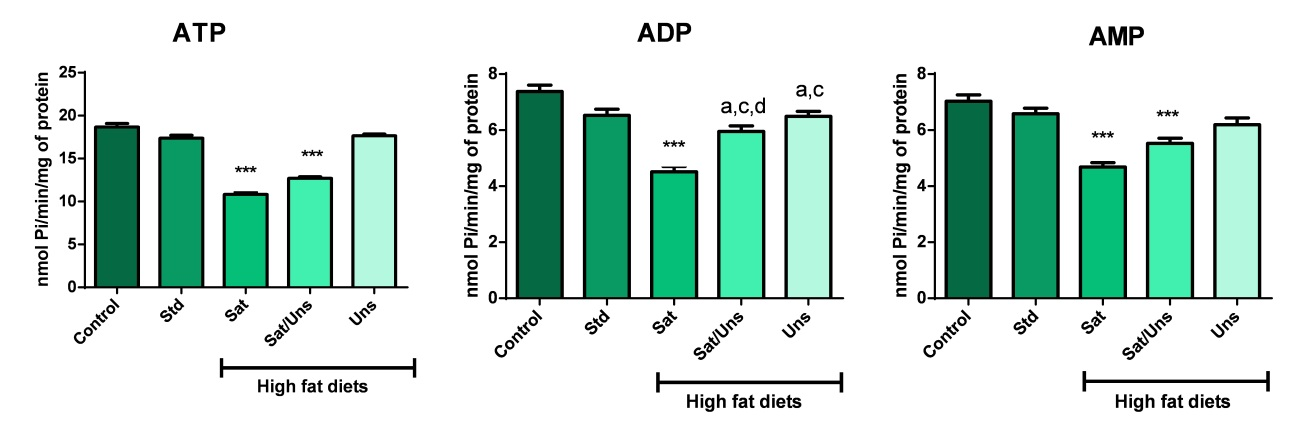 ATP
nmol Pi/min/mg of protein
25
20
15
10
5
0
***
***
Control
Std
Sat
Sat/Uns
Uns
High fat diets
ADP
nmol Pi/min/mg of protein
8
6
4
2
0
***
a,c,d
a,c
Control
Std
Sat
Sat/Uns
Uns
High fat diets
AMP
nmol Pi/min/mg of protein
8
6
4
2
0
***
***
Control
Std
Sat
Sat/Uns
Uns
High fat diets